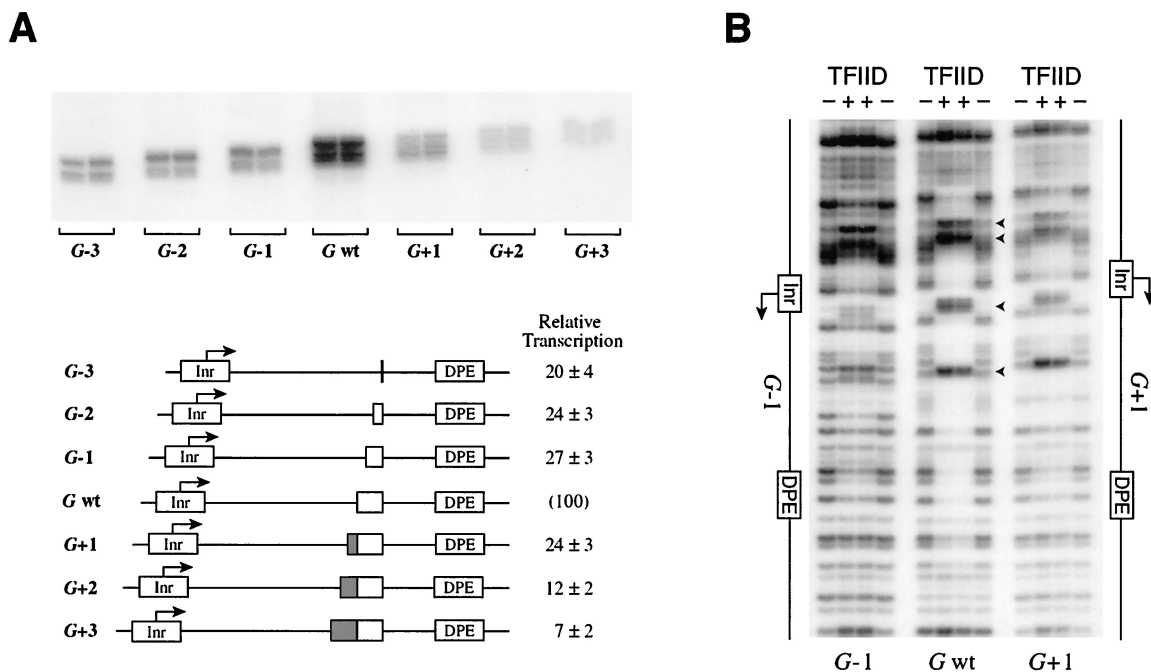 A
G-3 G-2 G-1 G wt G+1 G+2 G+3
Relative
Transcription
G-3 Inr DPE 20 ± 4
G-2 Inr DPE 24 ± 3
G-1 Inr DPE 27 ± 3
G wt Inr DPE (100)
G+1 Inr DPE 24 ± 3
G+2 Inr DPE 12 ± 2
G+3 Inr DPE 7 ± 2
B
TFIID TFIID TFIID
– + + – – + + – – + + –
Inr Inr
G-1 G+1
DPE DPE
G-1 G wt G+1